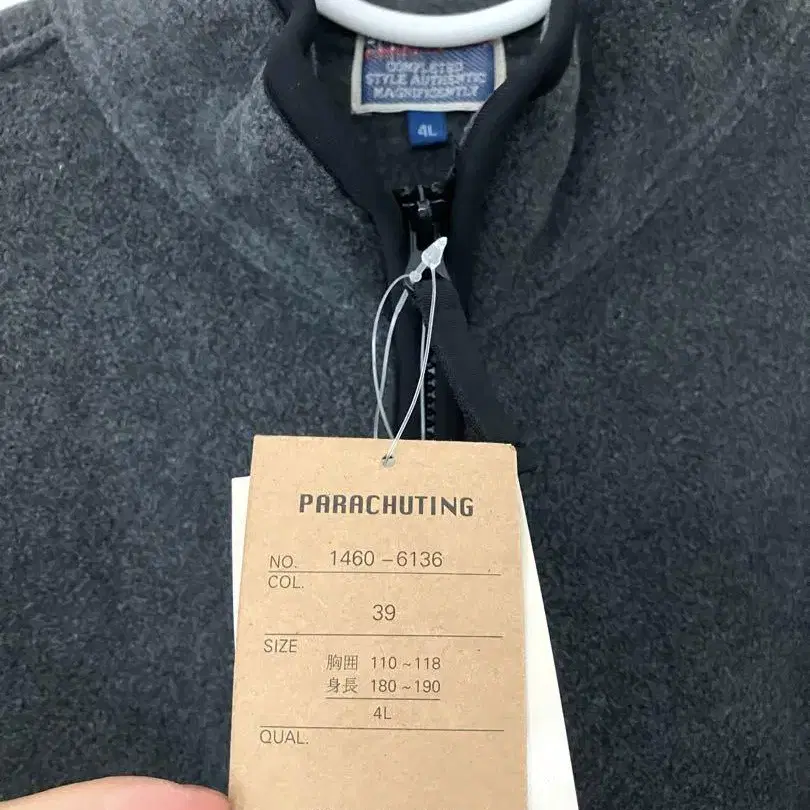 COMPLETED
STYLE AUTHENTIC
MAGNIFICENTLY
4L
PARACHUTING
NO. 1460-6136
COL.
39
SIZE
胸囲 110~118
身長 180~190
4L
QUAL.